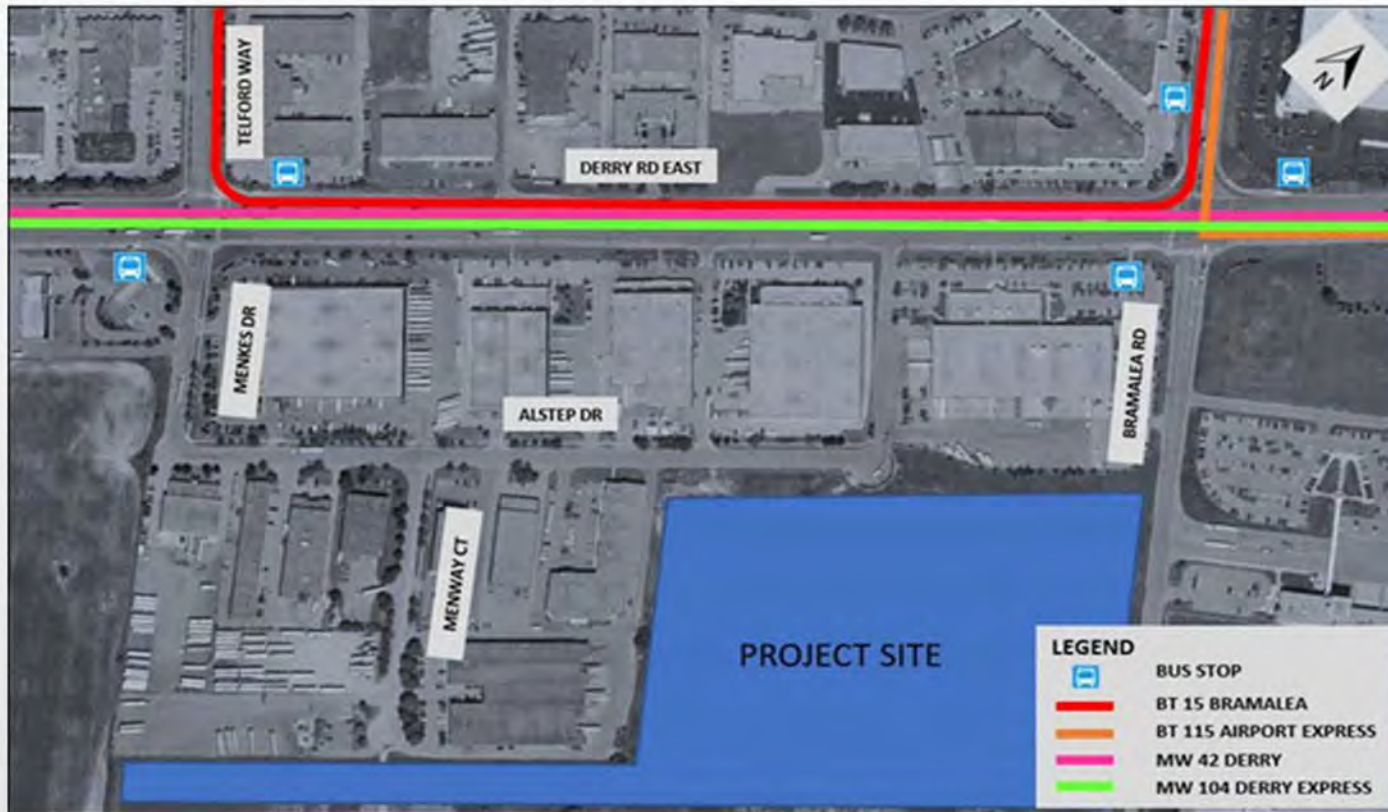 TELFORD WAY
DERRY RD EAST
N
MENKES DR
ALSTEP DR
BRAMALEA RD
MENWAY CT
PROJECT SITE
LEGEND
BUS STOP
BT 15 BRAMALEA
BT 115 AIRPORT EXPRESS
MW 42 DERRY
MW 104 DERRY EXPRESS